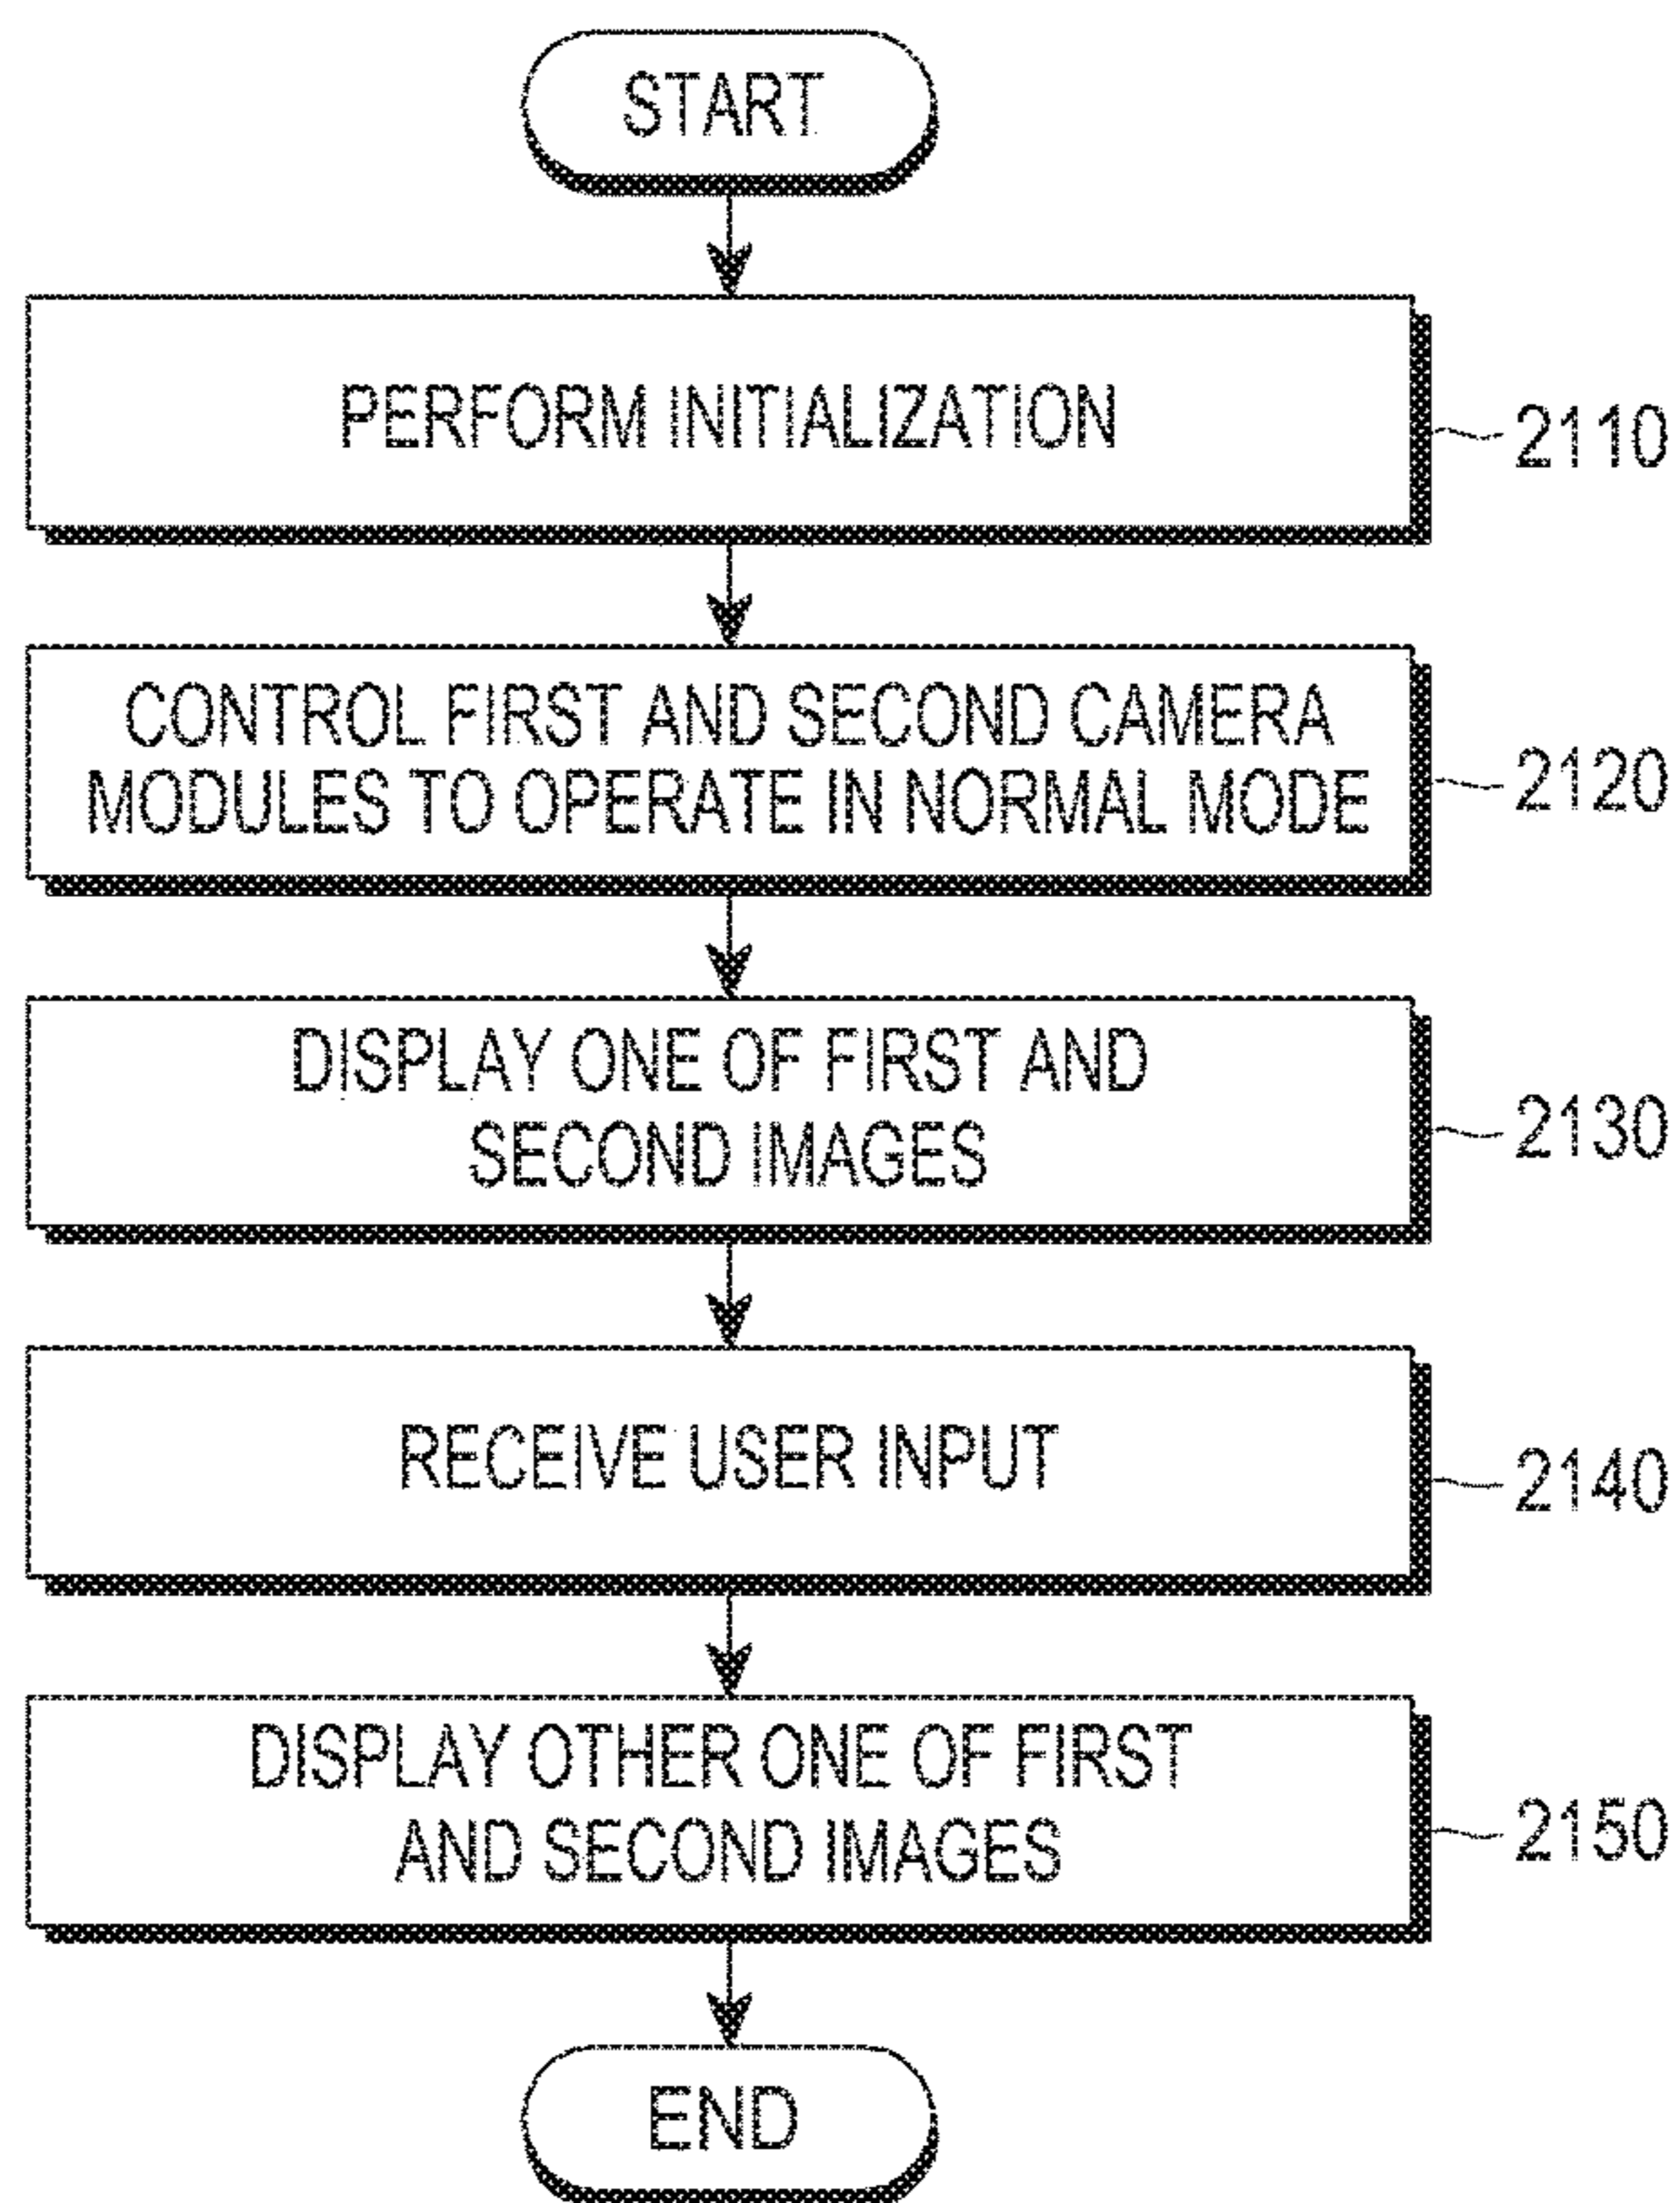 START
PERFORM INITIALIZATION
2110
CONTROL FIRST AND SECOND CAMERA
MODULES TO OPERATE IN NORMAL MODE
2120
DISPLAY ONE OF FIRST AND
SECOND IMAGES
2130
RECEIVE USER INPUT
2140
DISPLAY OTHER ONE OF FIRST
AND SECOND IMAGES
2150
END